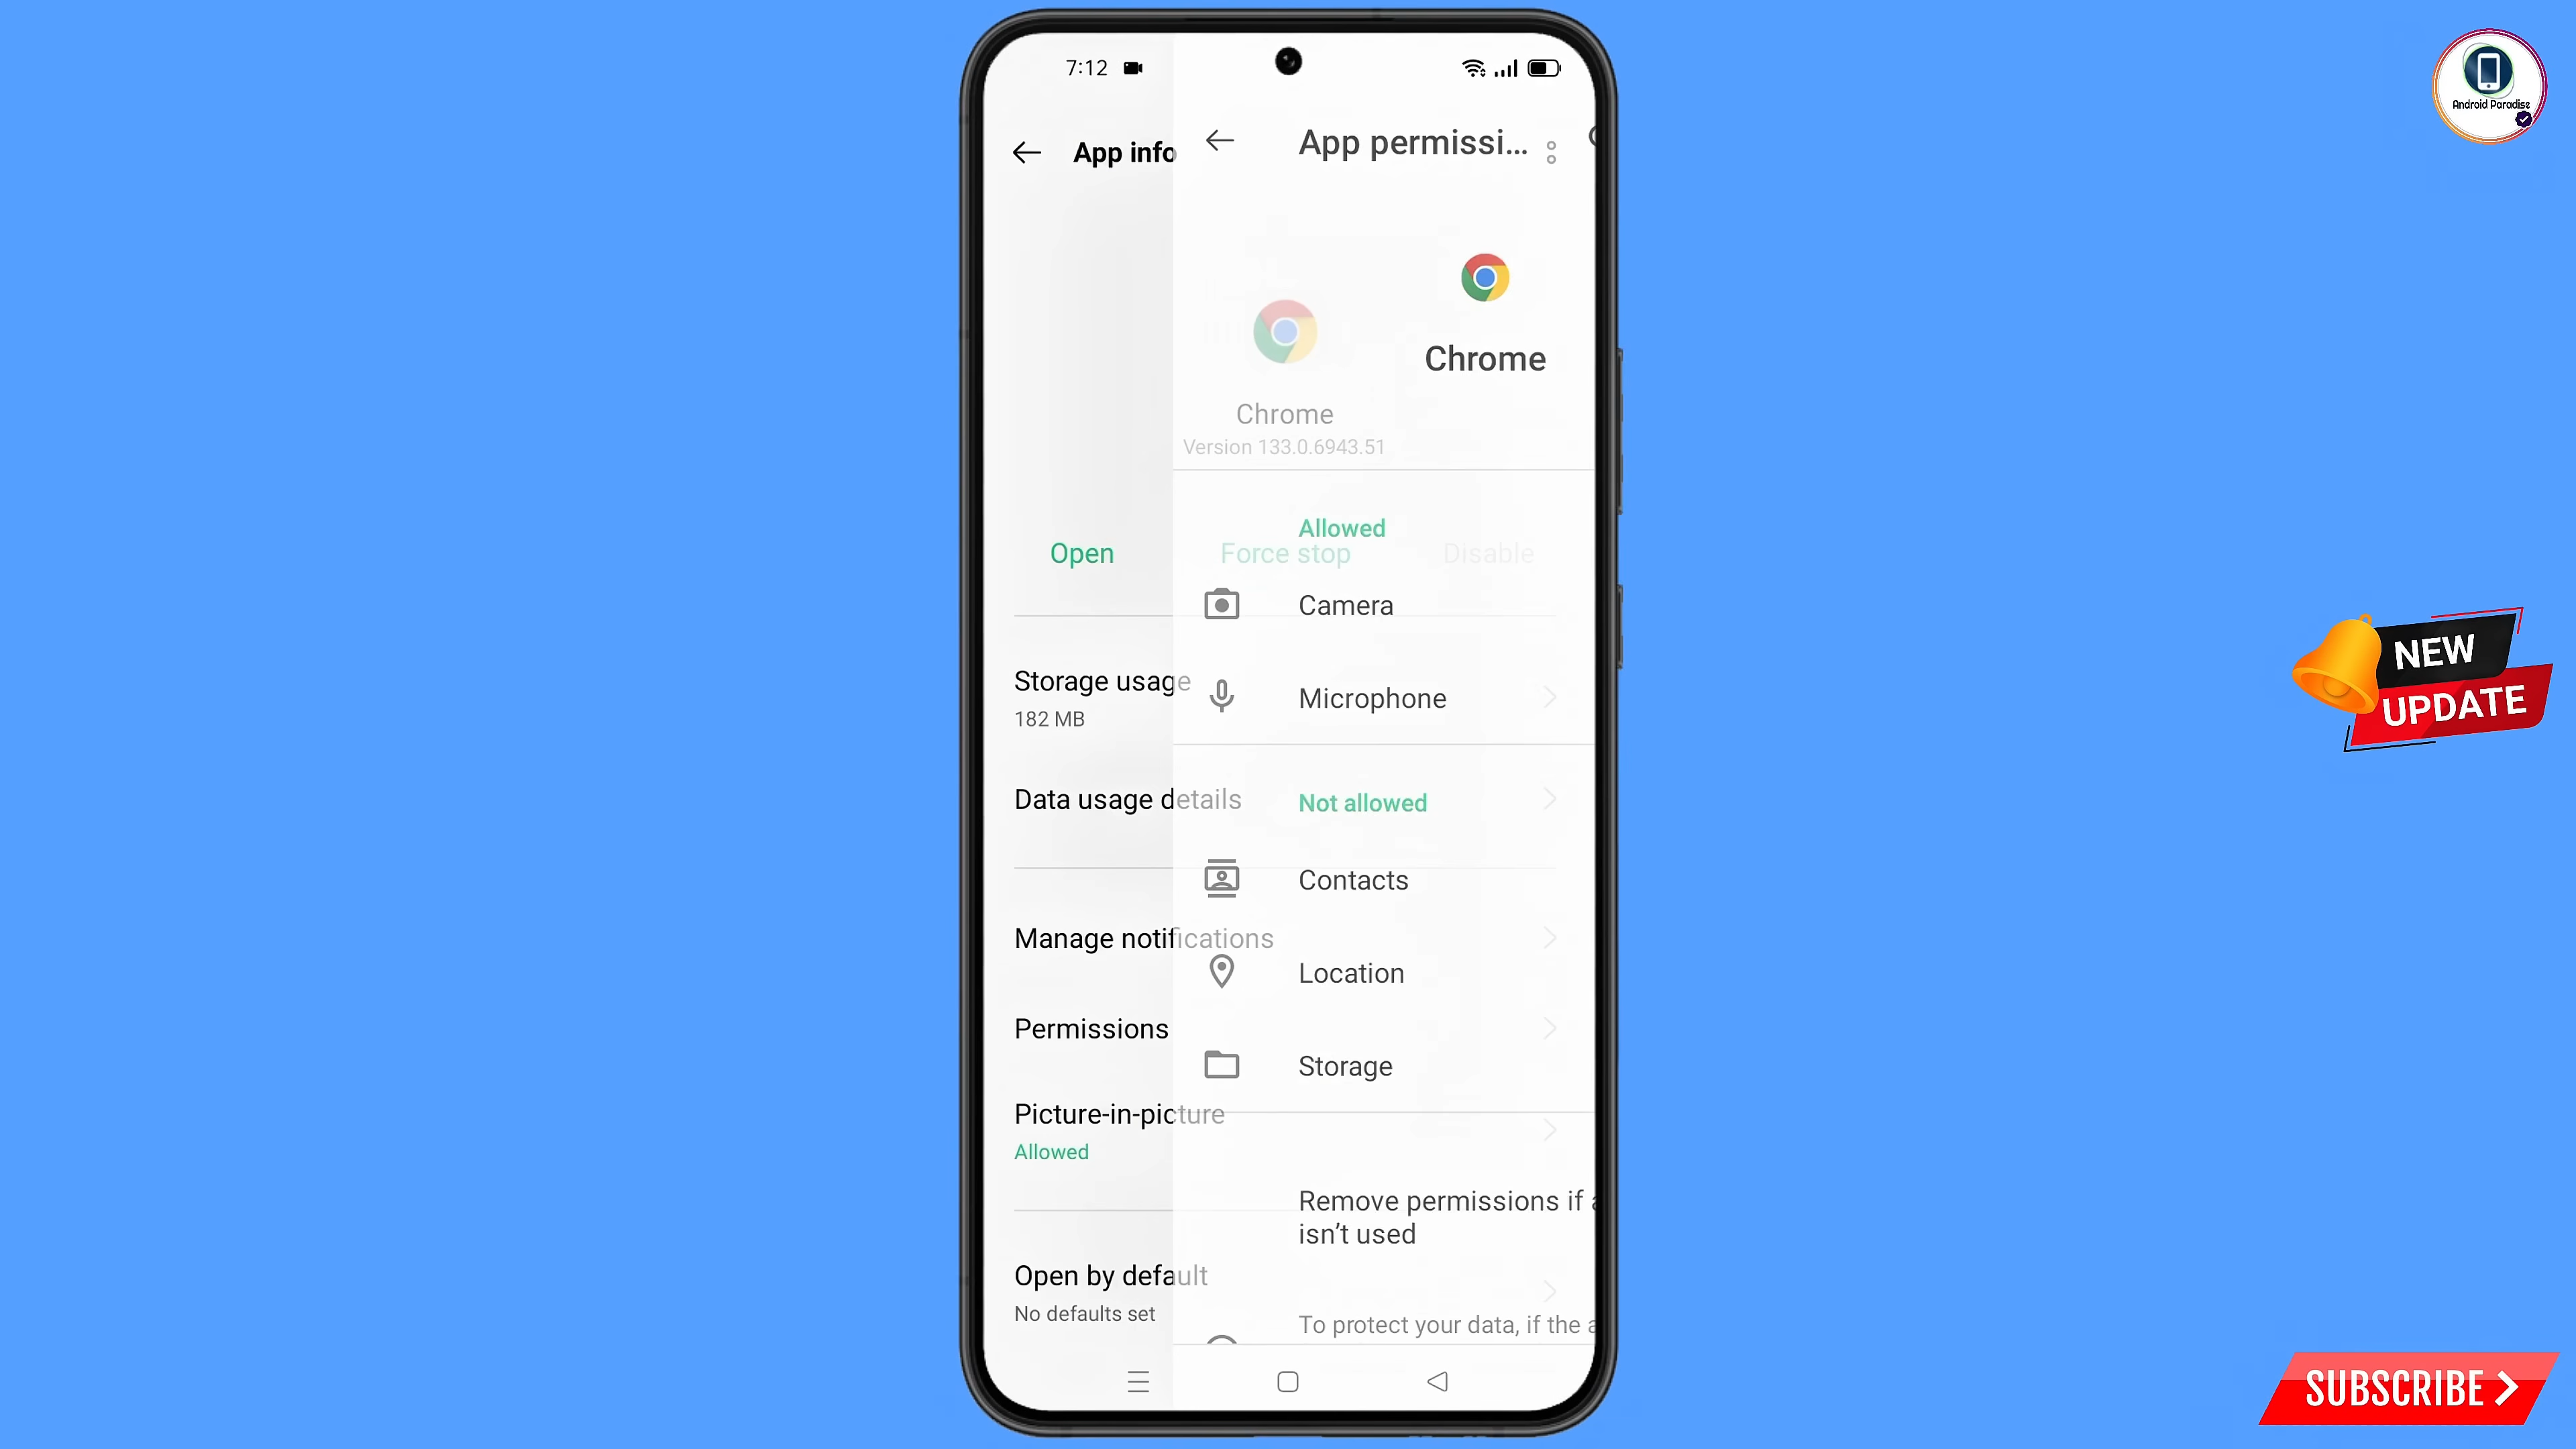 7:12
App info
App permissi...
Chrome
Chrome
Version 133.0.6943.51
Allowed
Open
Force stop
Disable
Camera
Storage usage
182 MB
Microphone
Data usage details
Not allowed
Contacts
Manage notifications
Location
Permissions
Storage
Picture-in-picture
Allowed
Remove permissions if a
isn't used
Open by default
No defaults set
To protect your data, if the a
Android Paradise
NEW
UPDATE
SUBSCRIBE